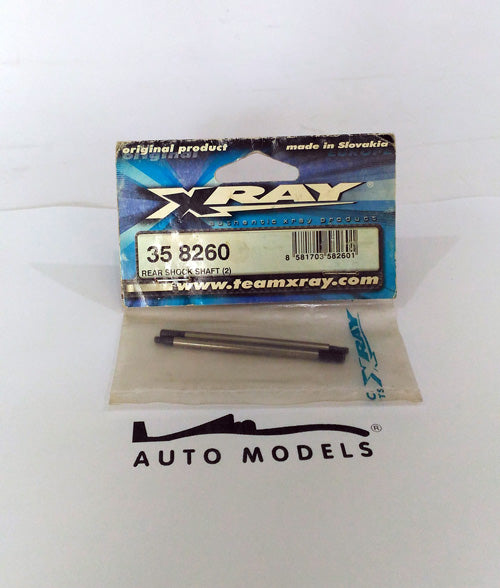 original product
made in Slovakia
XRAY®
authentic xray product
35 8260
REAR SHOCK SHAFT (2)
8 581703 582601
www.teamxray.com
XRAY
®
AUTO MODELS